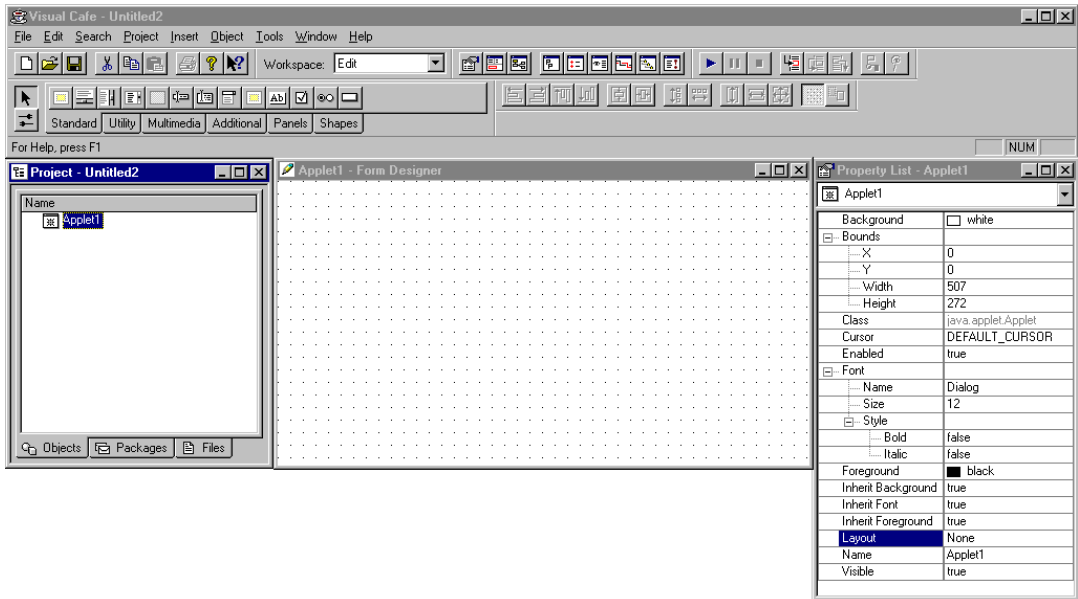 Visual Cafe - Untitled2
File Edit Search Project Insert Object Tools Window Help
Workspace: Edit
Ab
Standard Utility Multimedia Additional Panels Shapes
For Help, press F1
NUM
Project - Untitled2
Name
Applet1
Objects Packages Files
Applet1 - Form Designer
Property List - Applet1
Applet1
Background white
Bounds
X 0
Y 0
Width 507
Height 272
Class java.applet.Applet
Cursor DEFAULT_CURSOR
Enabled true
Font
Name Dialog
Size 12
Style
Bold false
Italic false
Foreground black
Inherit Background true
Inherit Font true
Inherit Foreground true
Layout None
Name Applet1
Visible true